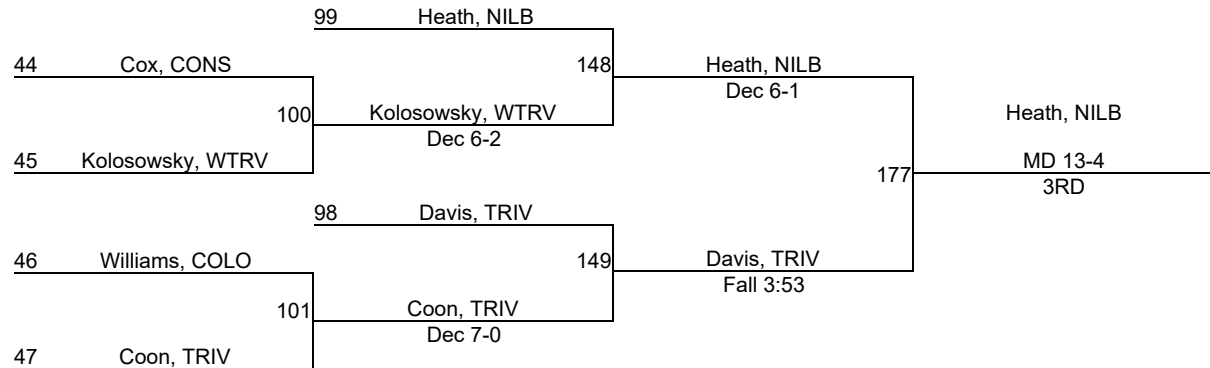 99 Heath, NILB
44 Cox, CONS
148 Heath, NILB
Dec 6-1
100 Kolosowsky, WTRV
Dec 6-2
Heath, NILB
45 Kolosowsky, WTRV
177 MD 13-4
3RD
98 Davis, TRIV
46 Williams, COLO
149 Davis, TRIV
Fall 3:53
101 Coon, TRIV
Dec 7-0
47 Coon, TRIV